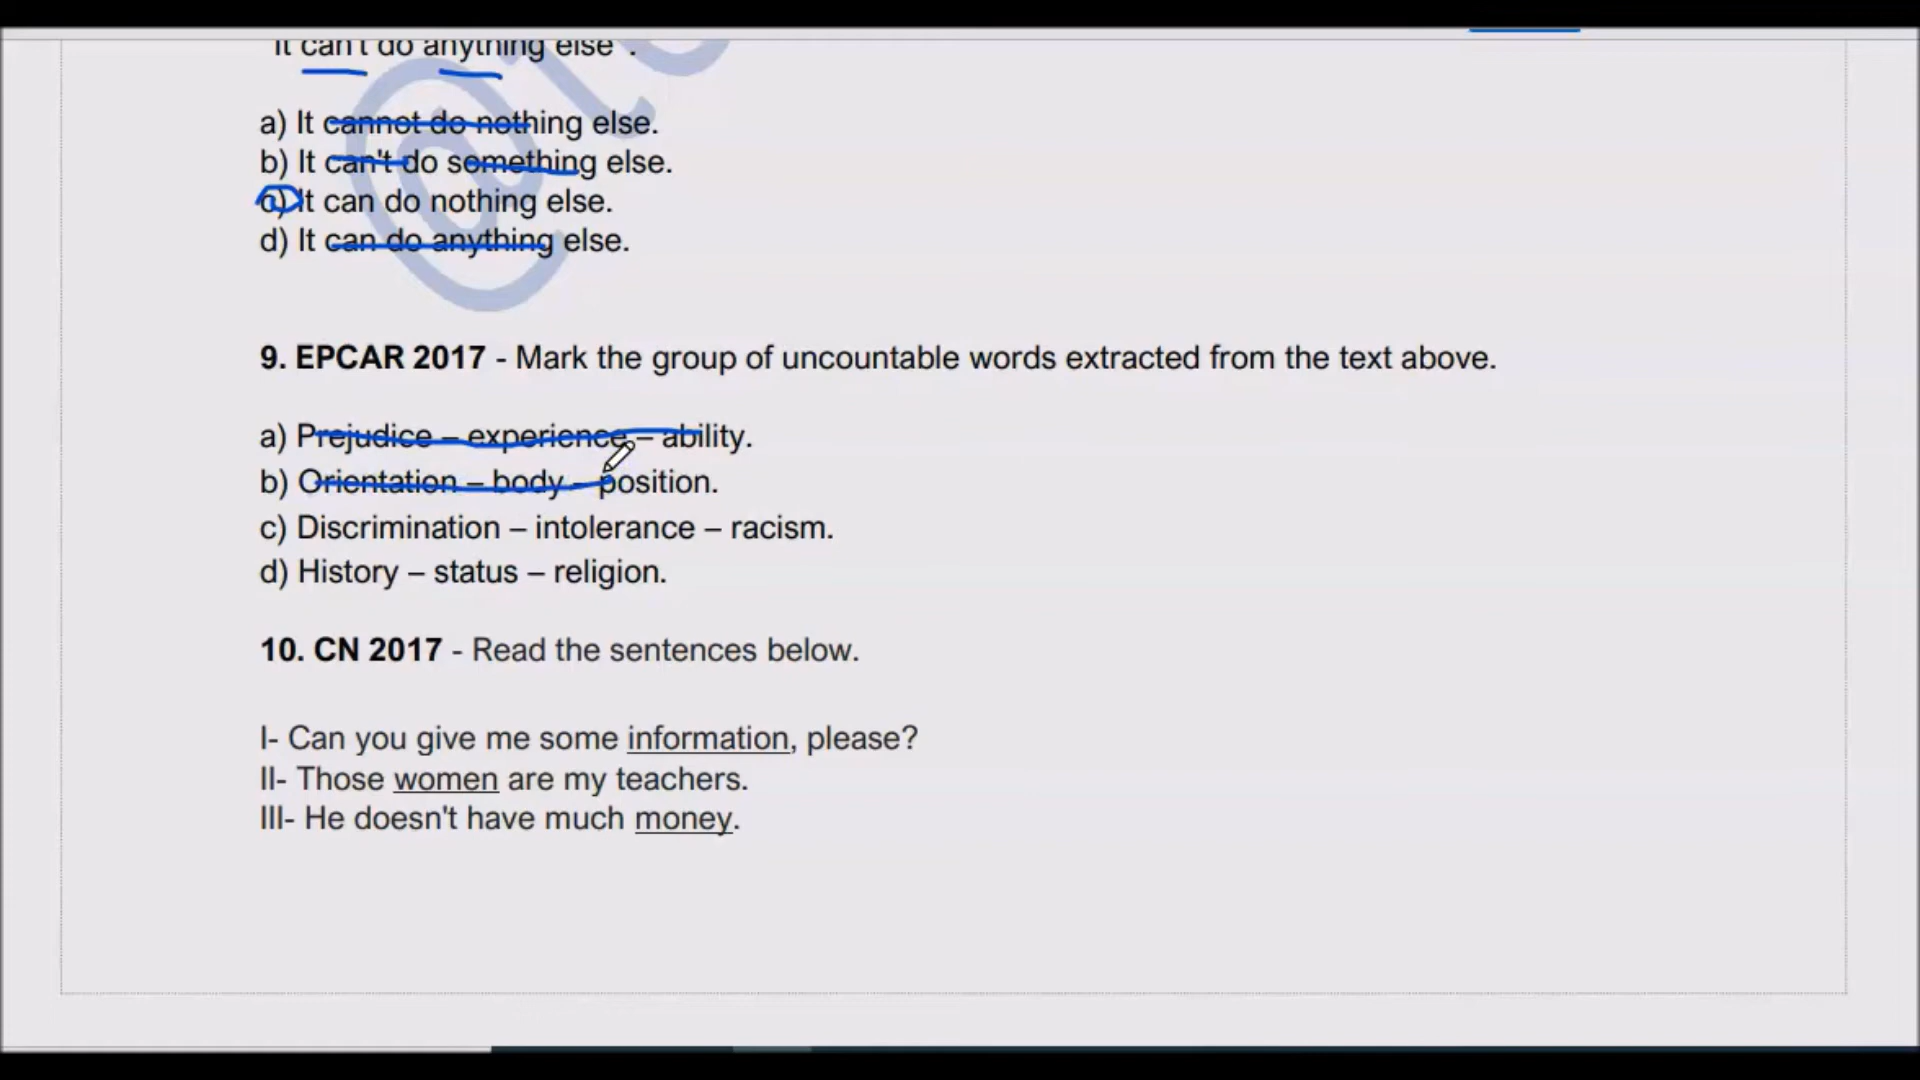 It can't do anything else".
a) It cannot do nothing else.
b) It can't do something else.
c) It can do nothing else.
d) It can do anything else.
9. EPCAR 2017 - Mark the group of uncountable words extracted from the text above.
a) Prejudice – experience – ability.
b) Orientation – body – position.
c) Discrimination – intolerance – racism.
d) History – status – religion.
10. CN 2017 - Read the sentences below.
I- Can you give me some information, please?
II- Those women are my teachers.
III- He doesn't have much money.